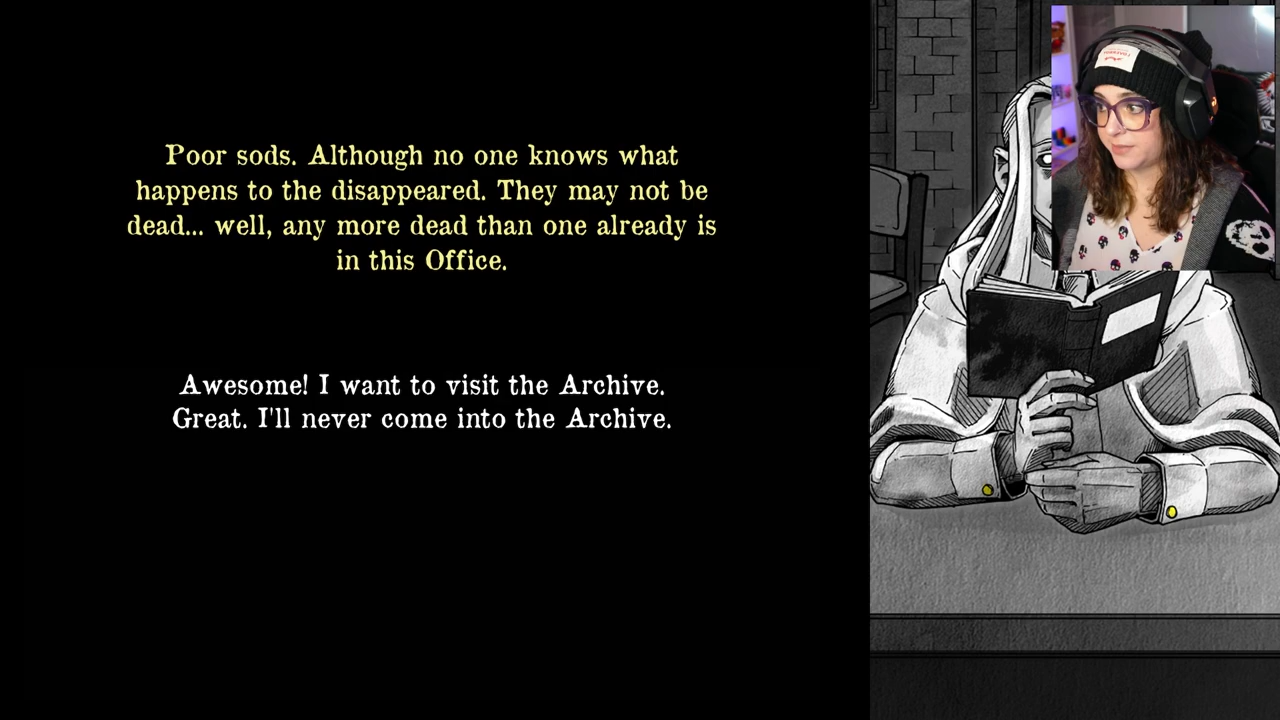 Poor sods. Although no one knows what
happens to the disappeared. They may not be
dead... well, any more dead than one already is
in this Office.
Awesome! I want to visit the Archive.
Great. I'll never come into the Archive.